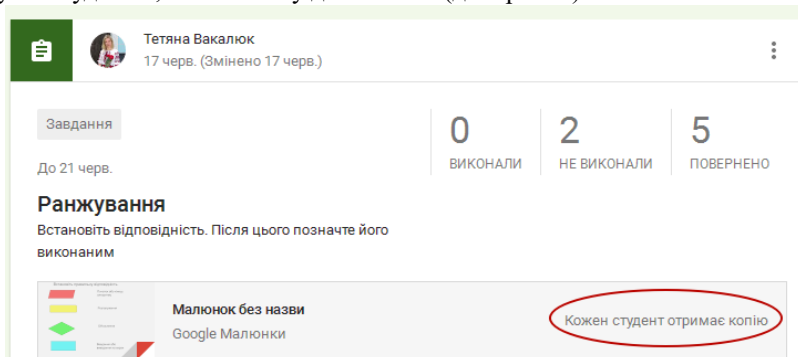 Тетяна Вакалюк
17 черв. (Змінено 17 черв.)
Завдання
До 21 черв.
0
ВИКОНАЛИ
2
НЕ ВИКОНАЛИ
5
ПОВЕРНЕНО
Ранжування
Встановіть відповідність. Після цього позначте його
виконаним
Малюнок без назви
Google Малюнки
Кожен студент отримає копію